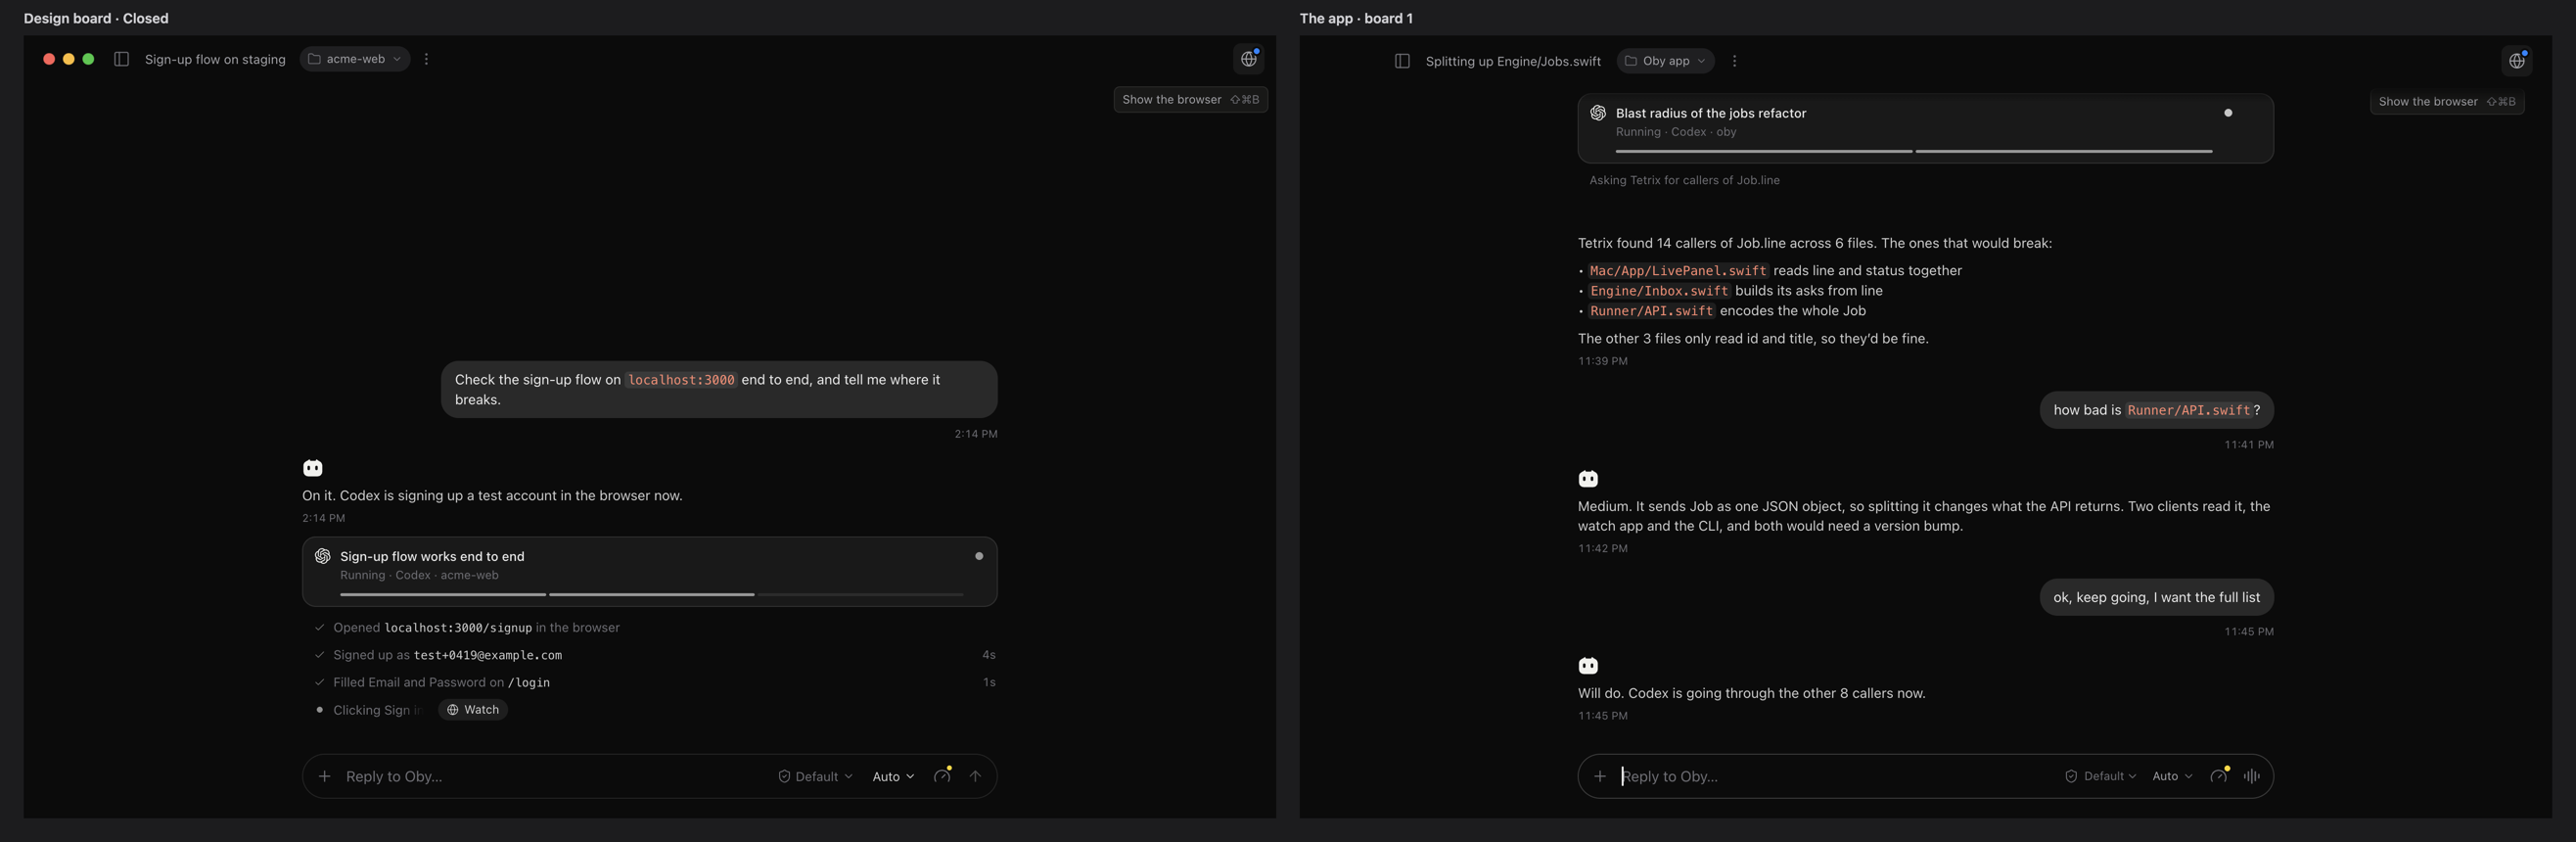 Design board · Closed
Sign-up flow on staging
acme-web
Show the browser ⇧⌘B
Check the sign-up flow on localhost:3000 end to end, and tell me where it
breaks.
2:14 PM
On it. Codex is signing up a test account in the browser now.
2:14 PM
Sign-up flow works end to end
Running · Codex · acme-web
Opened localhost:3000/signup in the browser
Signed up as test+0419@example.com 4s
Filled Email and Password on /login 1s
Clicking Sign in Watch
Reply to Oby... Default Auto
The app · board 1
Splitting up Engine/Jobs.swift
Oby app
Show the browser ⇧⌘B
Blast radius of the jobs refactor
Running · Codex · oby
Asking Tetrix for callers of Job.line
Tetrix found 14 callers of Job.line across 6 files. The ones that would break:
• Mac/App/LivePanel.swift reads line and status together
• Engine/Inbox.swift builds its asks from line
• Runner/API.swift encodes the whole Job
The other 3 files only read id and title, so they'd be fine.
11:39 PM
how bad is Runner/API.swift?
11:41 PM
Medium. It sends Job as one JSON object, so splitting it changes what the API returns. Two clients read it, the
watch app and the CLI, and both would need a version bump.
11:42 PM
ok, keep going, I want the full list
11:45 PM
Will do. Codex is going through the other 8 callers now.
11:45 PM
Reply to Oby... Default Auto